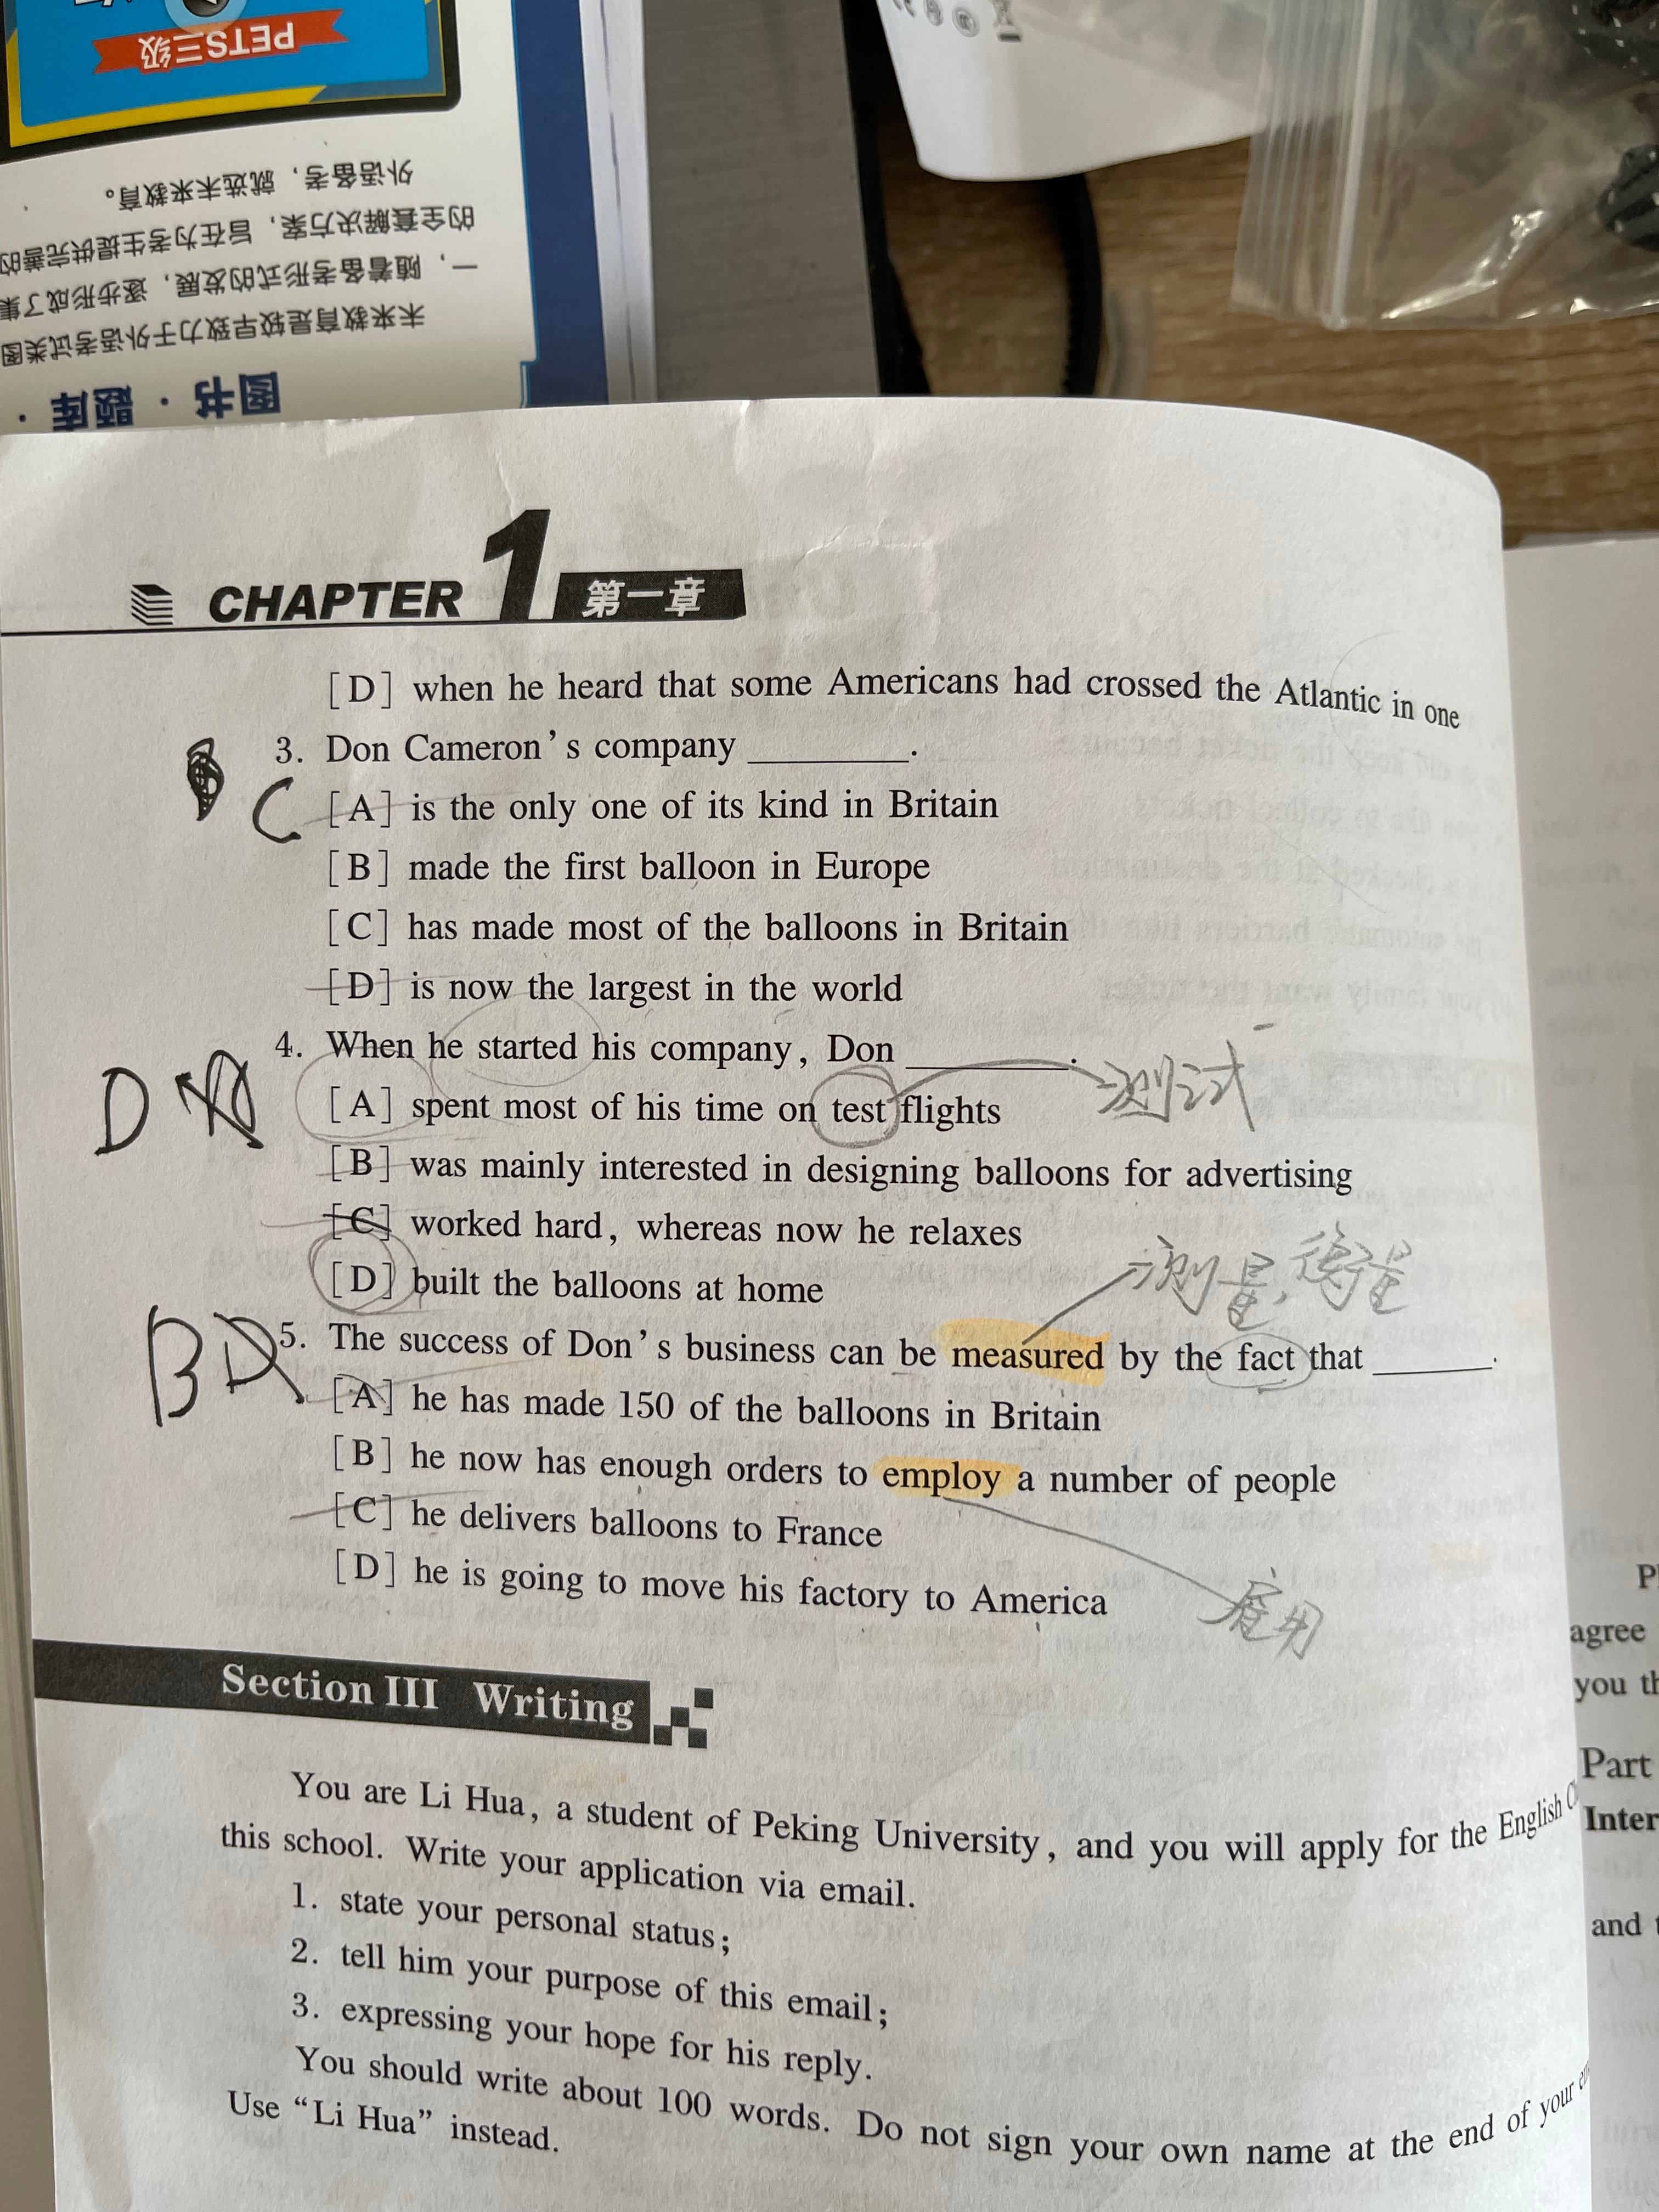 PETS三级
外语备考，就选未来教育。
的全套解决方案，旨在为考生提供完善的
一，随着备考形式的发展，逐步形成了集
未来教育是较早致力于外语考试类图
图书·题库·
CHAPTER 1 第一章
[D] when he heard that some Americans had crossed the Atlantic in one
3. Don Cameron's company ________.
C
[A] is the only one of its kind in Britain
[B] made the first balloon in Europe
[C] has made most of the balloons in Britain
[D] is now the largest in the world
4. When he started his company, Don ________.
D
[A] spent most of his time on test flights
测试
[B] was mainly interested in designing balloons for advertising
[C] worked hard, whereas now he relaxes
[D] built the balloons at home
测量,衡量
B D
5. The success of Don's business can be measured by the fact that ______.
[A] he has made 150 of the balloons in Britain
[B] he now has enough orders to employ a number of people
[C] he delivers balloons to France
[D] he is going to move his factory to America
雇用
Section III Writing
You are Li Hua, a student of Peking University, and you will apply for the English
this school. Write your application via email.
1. state your personal status;
2. tell him your purpose of this email;
3. expressing your hope for his reply.
You should write about 100 words. Do not sign your own name at the end of your
Use “Li Hua” instead.
agree
you th
Part
Inter
and